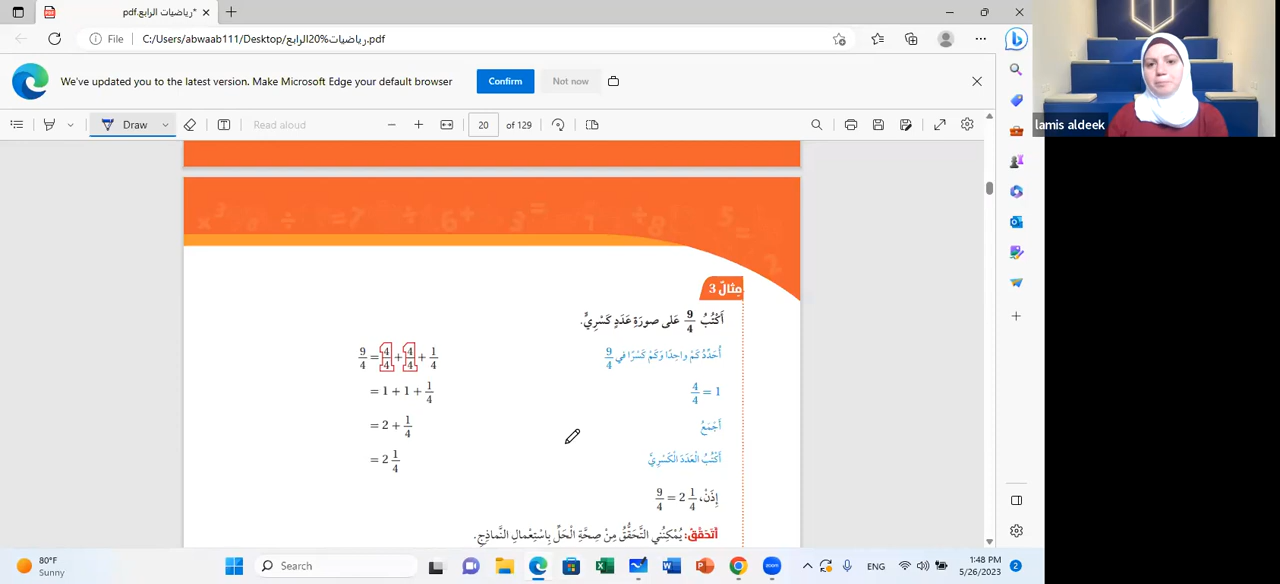 رياضيات الرابع.pdf*
File
C:/Users/abwaab111/Desktop/رياضيات%20الرابع.pdf
We've updated you to the latest version. Make Microsoft Edge your default browser
Confirm
Not now
Draw
Read aloud
20 of 129
lamis aldeek
مِثالٌ 3
أَكْتُبُ 9/4 عَلى صورَةِ عَدَدٍ كَسْرِيٍّ.
أُحَدِّدُ كَمْ واحِدًا وَكَمْ كَسْرًا في 9/4
9/4 = 4/4 + 4/4 + 1/4
4/4 = 1
= 1 + 1 + 1/4
أَجْمَعُ
= 2 + 1/4
أَكْتُبُ الْعَدَدَ الْكَسْرِيَّ
= 2 1/4
إِذَنْ، 9/4 = 2 1/4
أَتَحَقَّقُ: يُمْكِنُني التَّحَقُّقُ مِنْ صِحَّةِ الْحَلِّ بِاسْتِعْمالِ النَّماذِجِ.
80°F
Sunny
Search
zoom
ENG
1:48 PM
5/26/2023
2